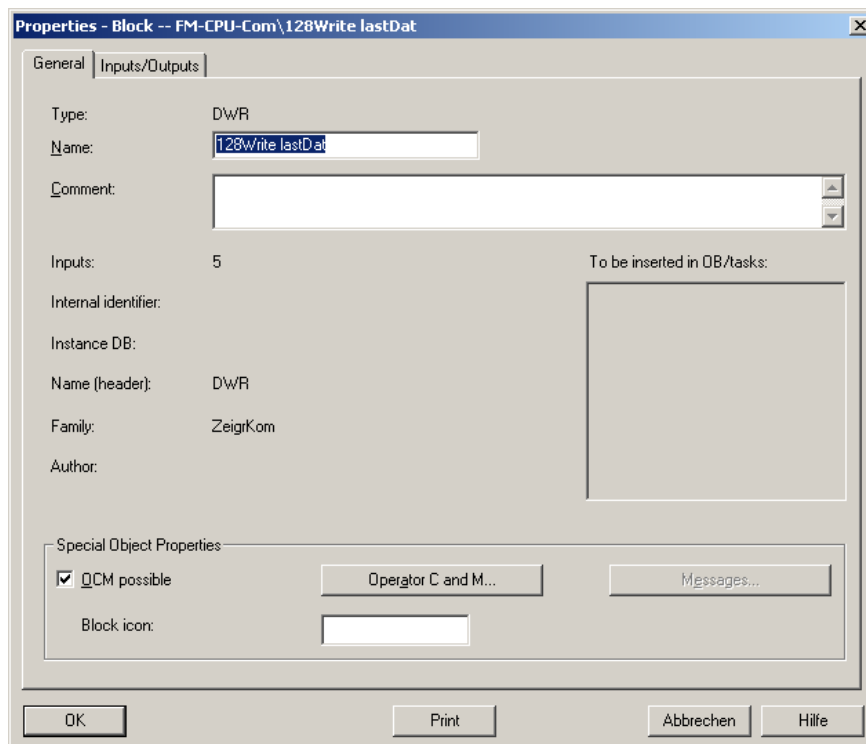 Properties - Block -- FM-CPU-Com\128Write lastDat
General Inputs/Outputs
Type: DWR
Name: 128Write lastDat
Comment:
Inputs: 5 To be inserted in OB/tasks:
Internal identifier:
Instance DB:
Name (header): DWR
Family: ZeigrKom
Author:
Special Object Properties
OCM possible Operator C and M... Messages...
Block icon:
OK Print Abbrechen Hilfe